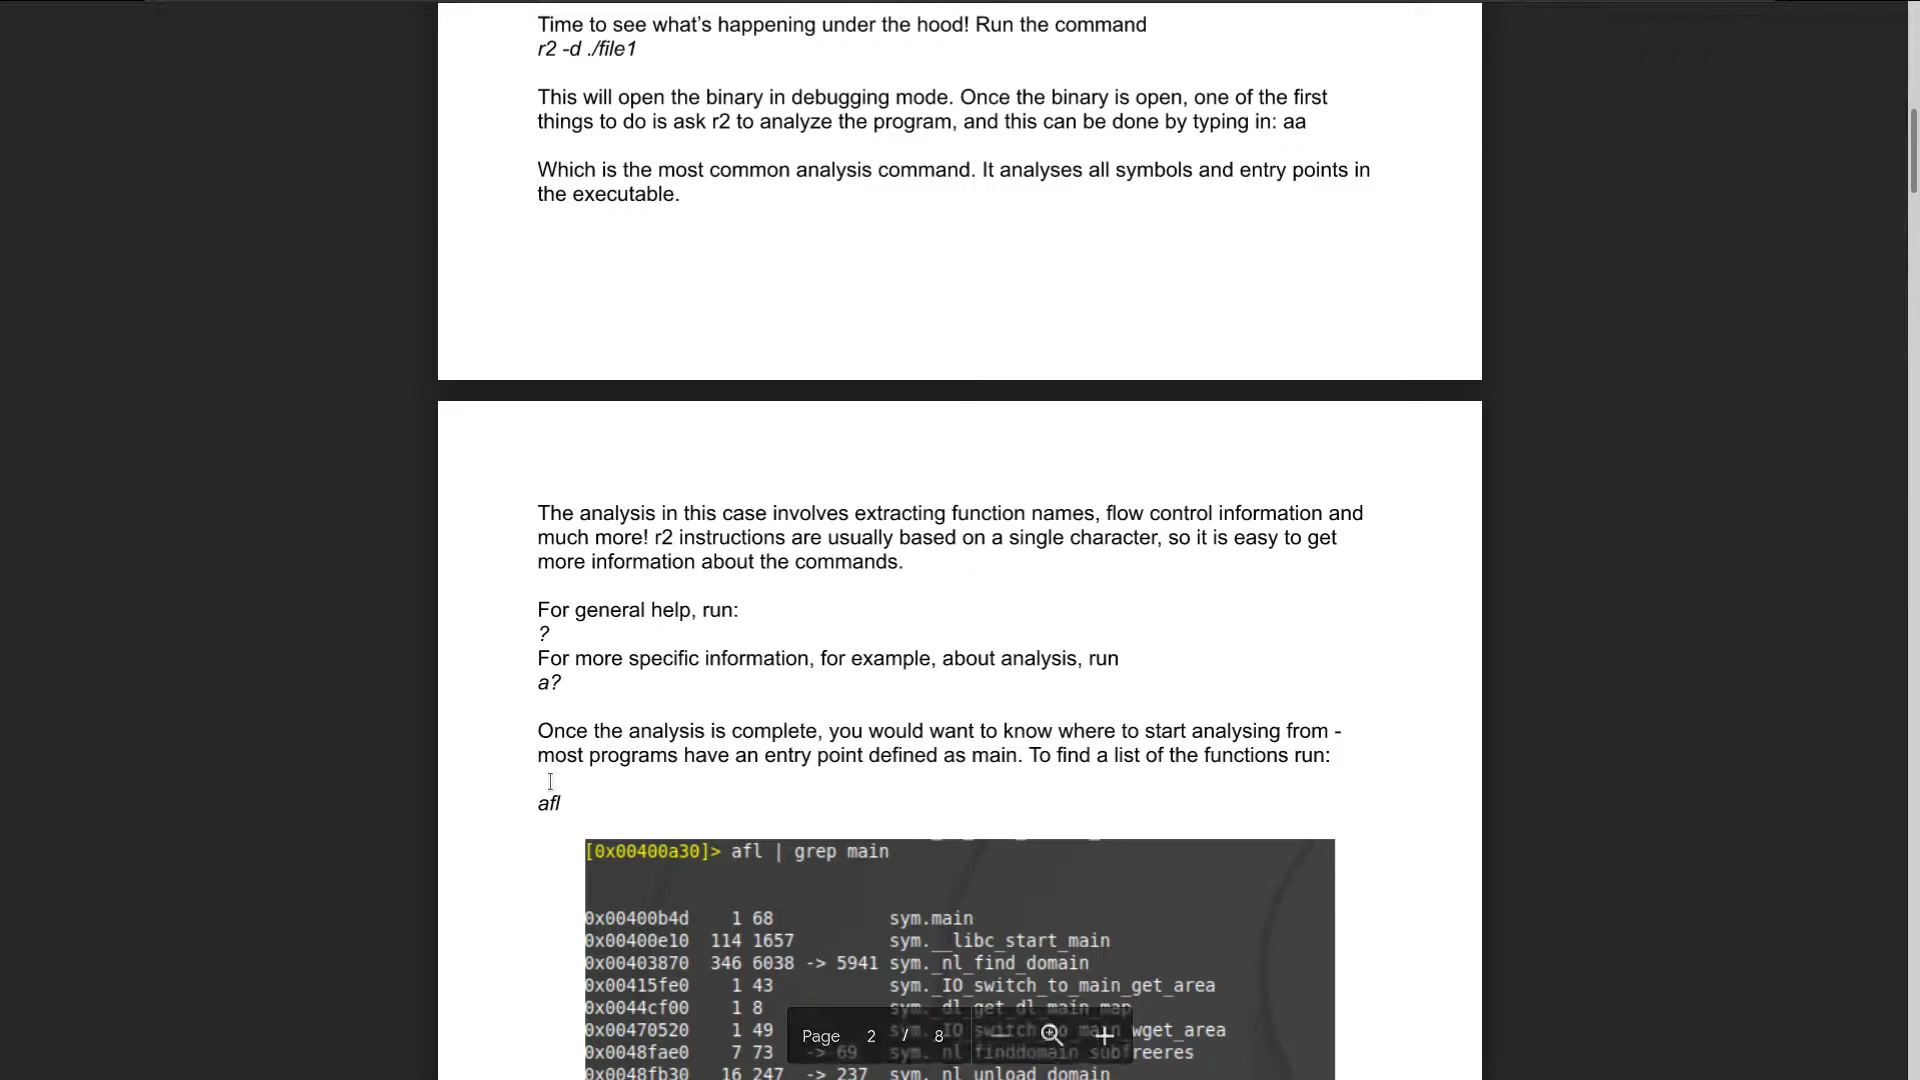 Time to see what’s happening under the hood! Run the command
r2 -d ./file1
This will open the binary in debugging mode. Once the binary is open, one of the first
things to do is ask r2 to analyze the program, and this can be done by typing in: aa
Which is the most common analysis command. It analyses all symbols and entry points in
the executable.
The analysis in this case involves extracting function names, flow control information and
much more! r2 instructions are usually based on a single character, so it is easy to get
more information about the commands.
For general help, run:
?
For more specific information, for example, about analysis, run
a?
Once the analysis is complete, you would want to know where to start analysing from -
most programs have an entry point defined as main. To find a list of the functions run:
afl
[0x00400a30]> afl | grep main
0x00400b4d 1 68 sym.main
0x00400e10 114 1657 sym.__libc_start_main
0x00403870 346 6038 -> 5941 sym._nl_find_domain
0x00415fe0 1 43 sym._IO_switch_to_main_get_area
0x0044cf00 1 8 sym._dl_get_dl_main_map
0x00470520 1 49 sym._IO_switch_to_main_wget_area
0x0048fae0 7 73 -> 69 sym._nl_finddomain_subfreeres
0x0048fb30 16 247 -> 237 sym._nl_unload_domain
Page 2 / 8